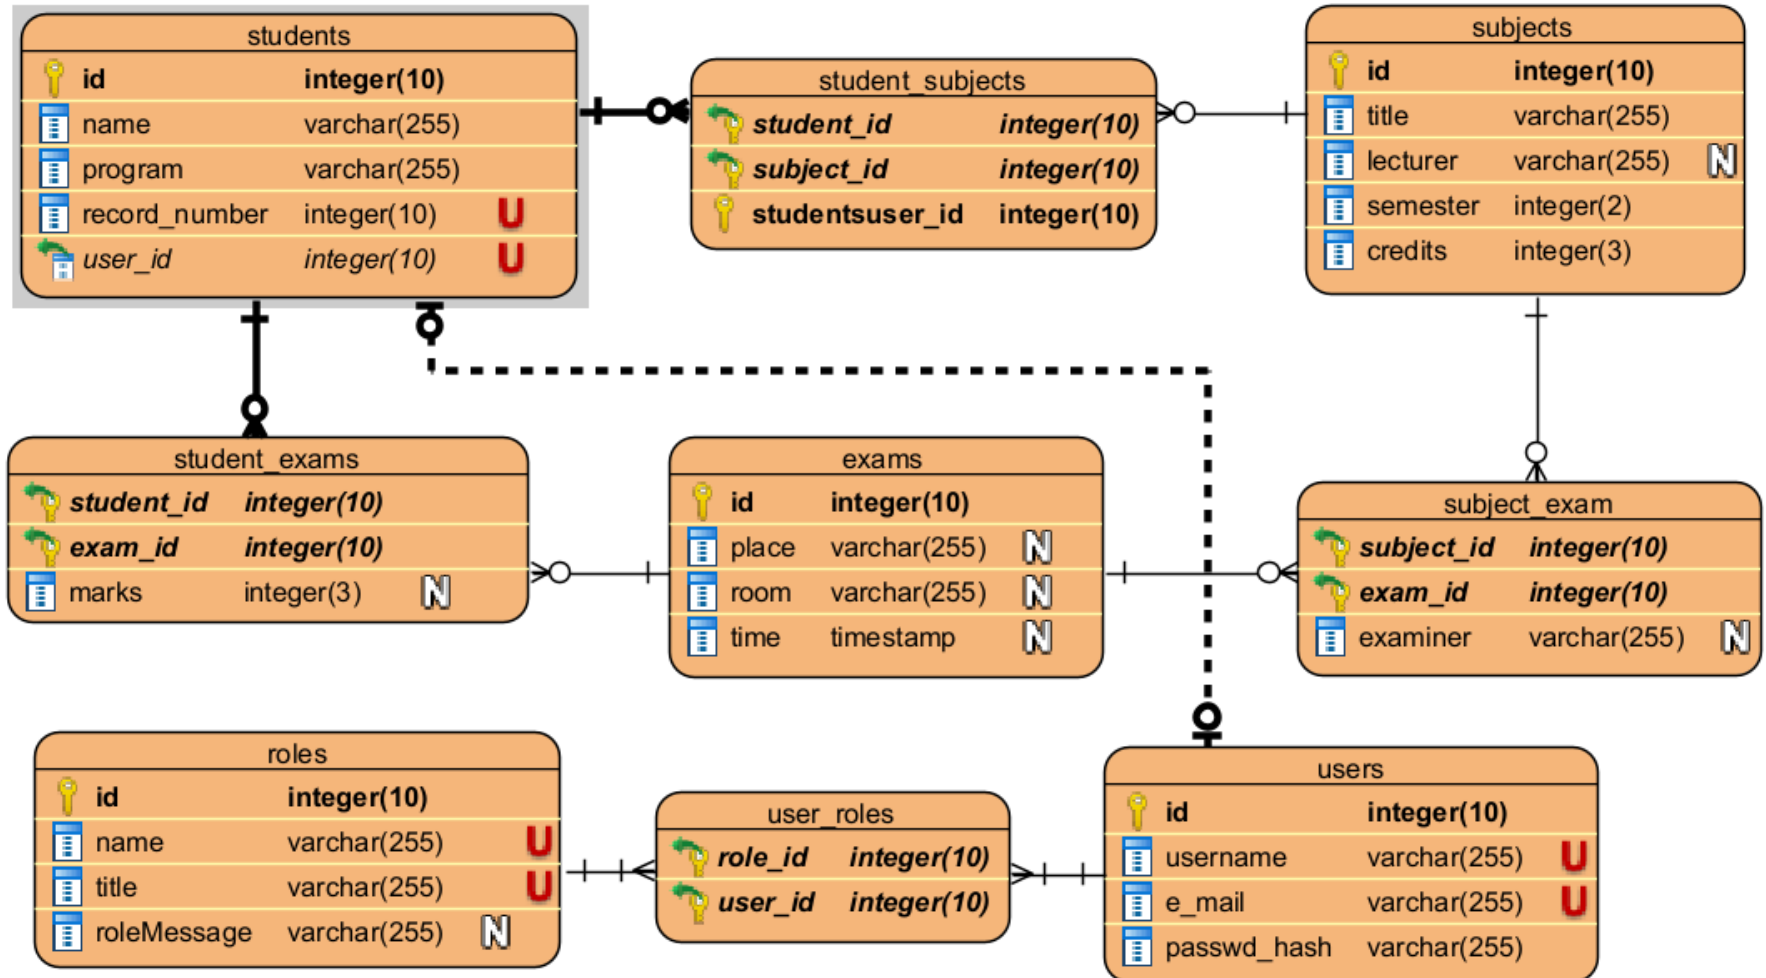 students
id integer(10)
name varchar(255)
program varchar(255)
record_number integer(10) U
user_id integer(10) U
student_subjects
student_id integer(10)
subject_id integer(10)
studentsuser_id integer(10)
subjects
id integer(10)
title varchar(255)
lecturer varchar(255) N
semester integer(2)
credits integer(3)
student_exams
student_id integer(10)
exam_id integer(10)
marks integer(3) N
exams
id integer(10)
place varchar(255) N
room varchar(255) N
time timestamp N
subject_exam
subject_id integer(10)
exam_id integer(10)
examiner varchar(255) N
roles
id integer(10)
name varchar(255) U
title varchar(255) U
roleMessage varchar(255) N
user_roles
role_id integer(10)
user_id integer(10)
users
id integer(10)
username varchar(255) U
e_mail varchar(255) U
passwd_hash varchar(255)